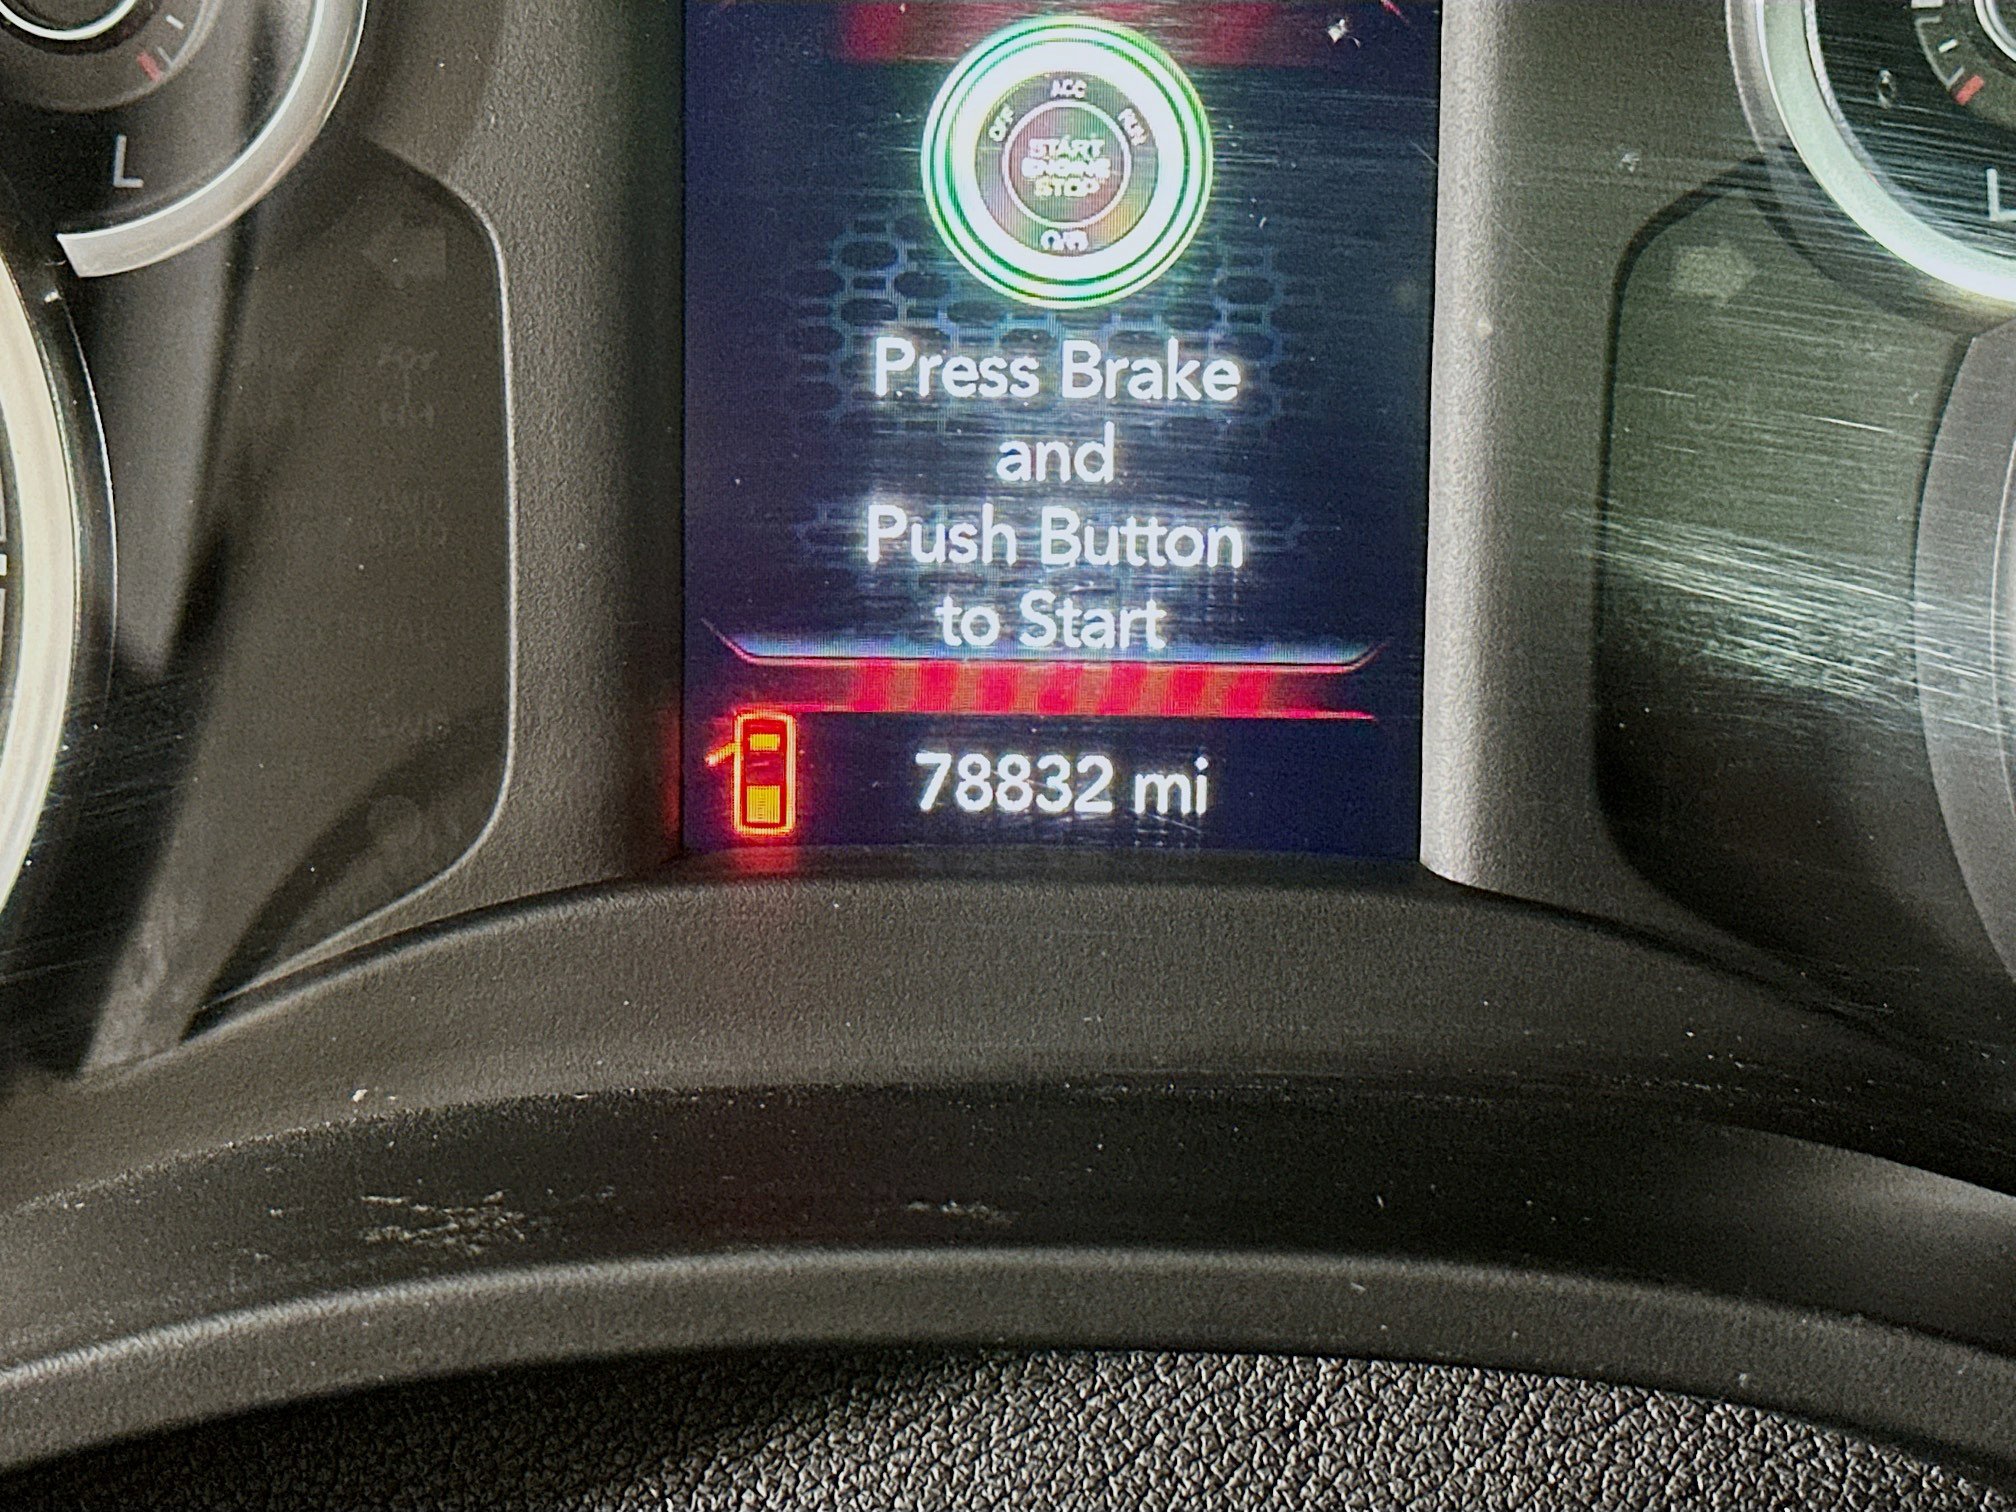 ACC
OFF
RUN
START
ENGINE
STOP
L
L
Press Brake
and
Push Button
to Start
78832 mi